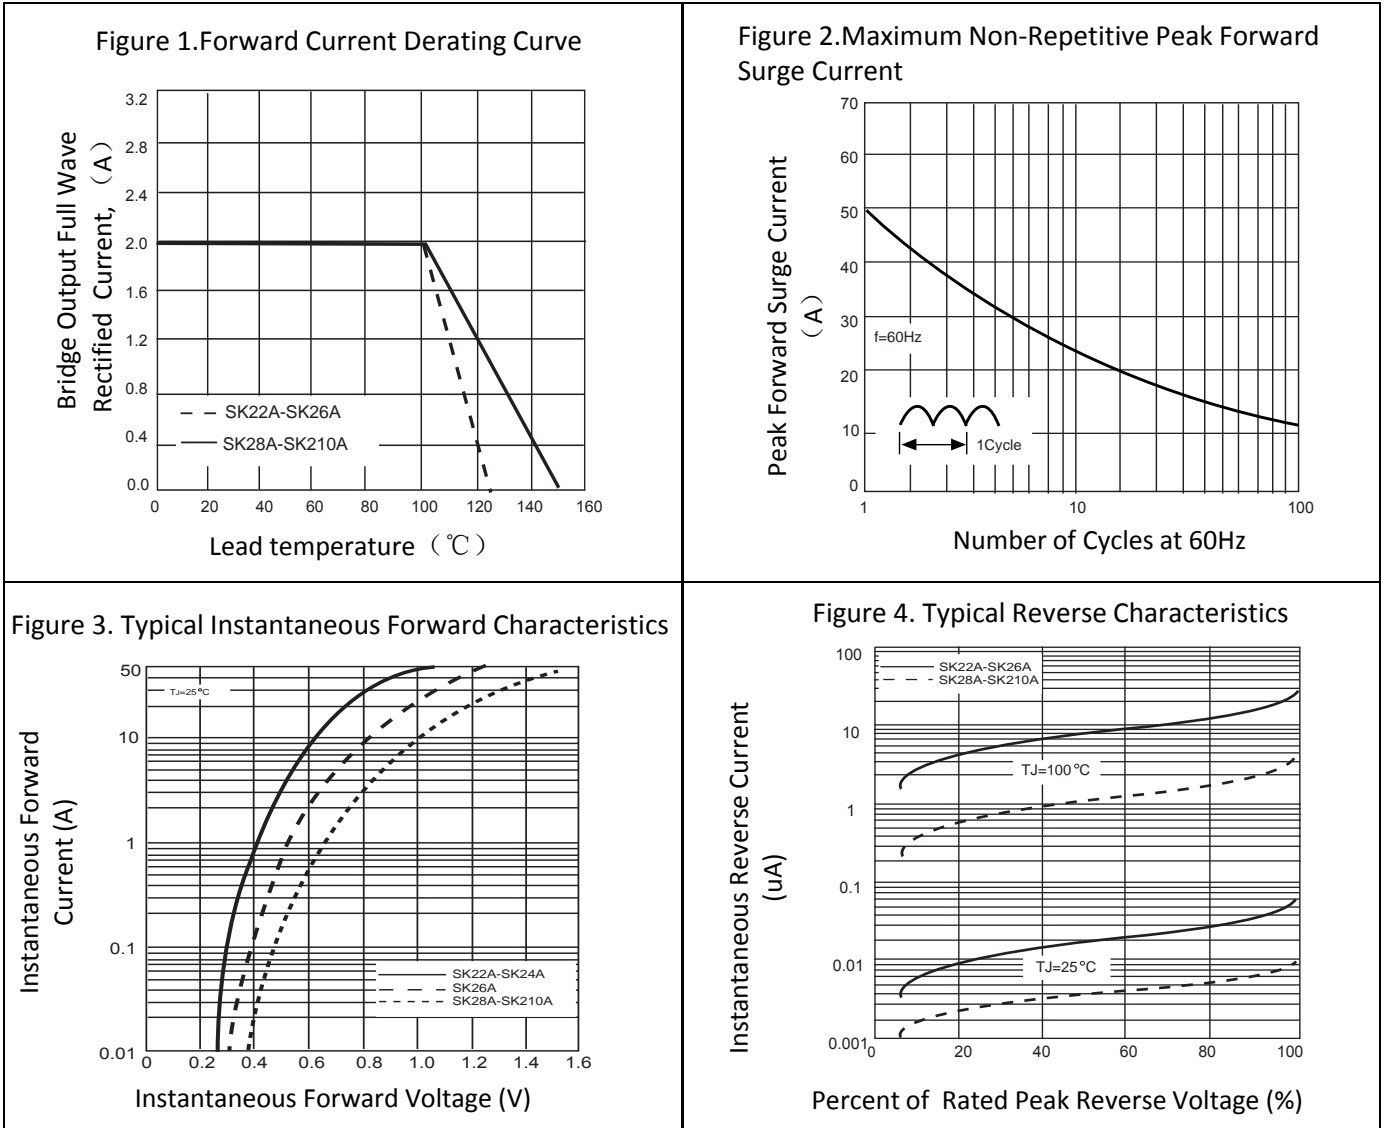 Figure 1.Forward Current Derating Curve
Bridge Output Full Wave
Rectified Current, （A）
3.2
2.8
2.4
2.0
1.6
1.2
0.8
0.4
0.0
SK22A-SK26A
SK28A-SK210A
0 20 40 60 80 100 120 140 160
Lead temperature（℃）
Figure 2.Maximum Non-Repetitive Peak Forward
Surge Current
Peak Forward Surge Current
（A）
70
60
50
40
30
20
10
0
f=60Hz
1Cycle
1 10 100
Number of Cycles at 60Hz
Figure 3. Typical Instantaneous Forward Characteristics
Instantaneous Forward
Current (A)
50
10
1
0.1
0.01
TJ=25°C
SK22A-SK24A
SK26A
SK28A-SK210A
0 0.2 0.4 0.6 0.8 1.0 1.2 1.4 1.6
Instantaneous Forward Voltage (V)
Figure 4. Typical Reverse Characteristics
Instantaneous Reverse Current
(uA)
100
10
1
0.1
0.01
0.001
SK22A-SK26A
SK28A-SK210A
TJ=100°C
TJ=25°C
0 20 40 60 80 100
Percent of Rated Peak Reverse Voltage (%)